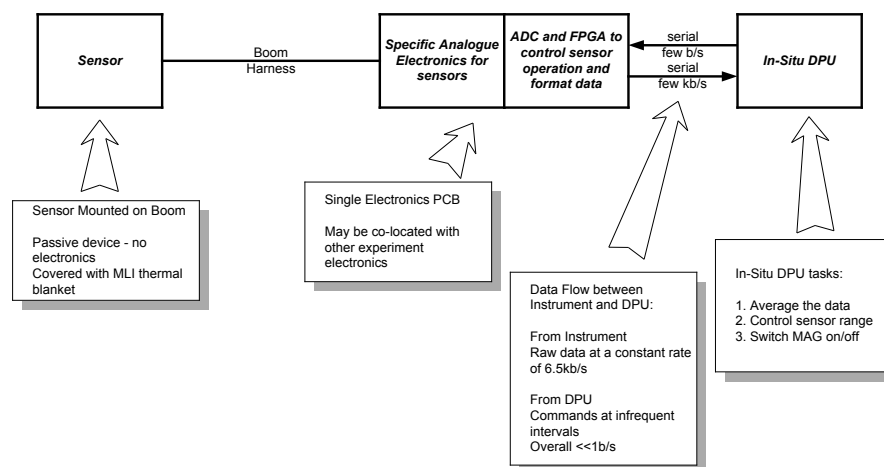 Sensor
Boom
Harness
Specific Analogue
Electronics for
sensors
ADC and FPGA to
control sensor
operation and
format data
serial
few b/s
serial
few kb/s
In-Situ DPU
Sensor Mounted on Boom
Passive device - no
electronics
Covered with MLI thermal
blanket
Single Electronics PCB
May be co-located with
other experiment
electronics
Data Flow between
Instrument and DPU:
From Instrument
Raw data at a constant rate
of 6.5kb/s
From DPU
Commands at infrequent
intervals
Overall <<1b/s
In-Situ DPU tasks:
1. Average the data
2. Control sensor range
3. Switch MAG on/off